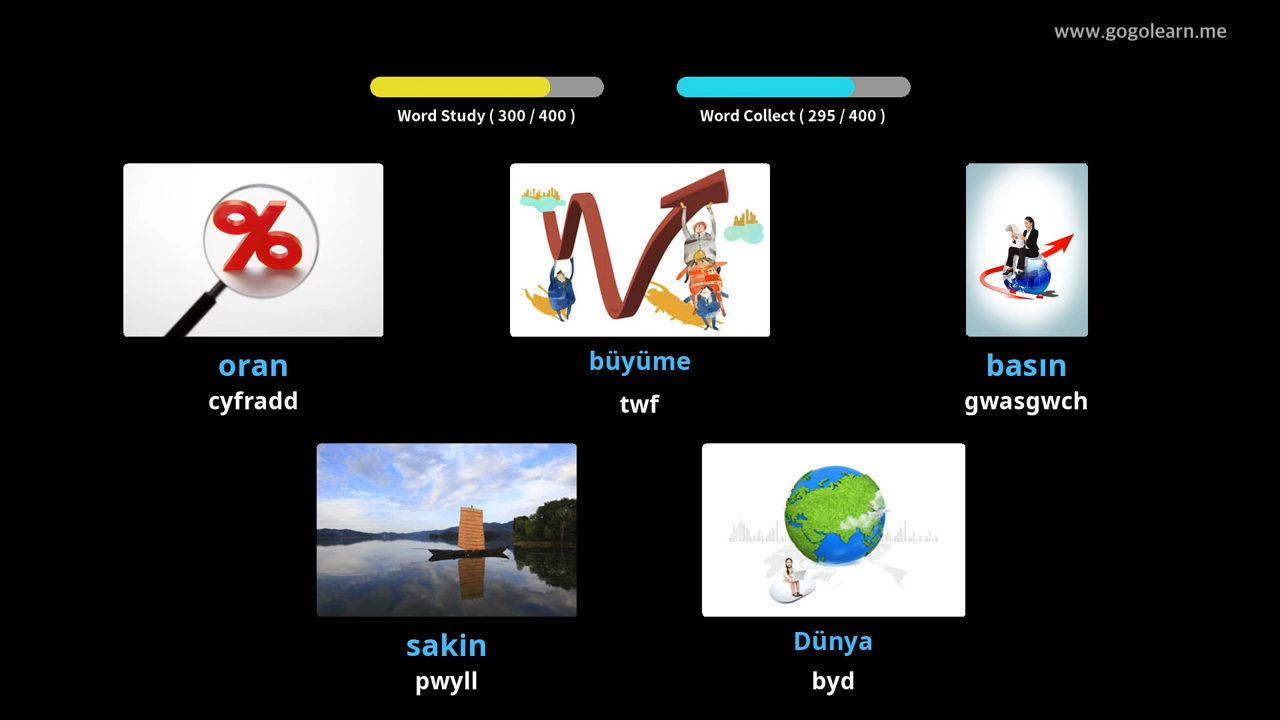 www.gogolearn.me
Word Study ( 300 / 400 )
Word Collect ( 295 / 400 )
oran
cyfradd
büyüme
twf
basın
gwasgwch
sakin
pwyll
Dünya
byd